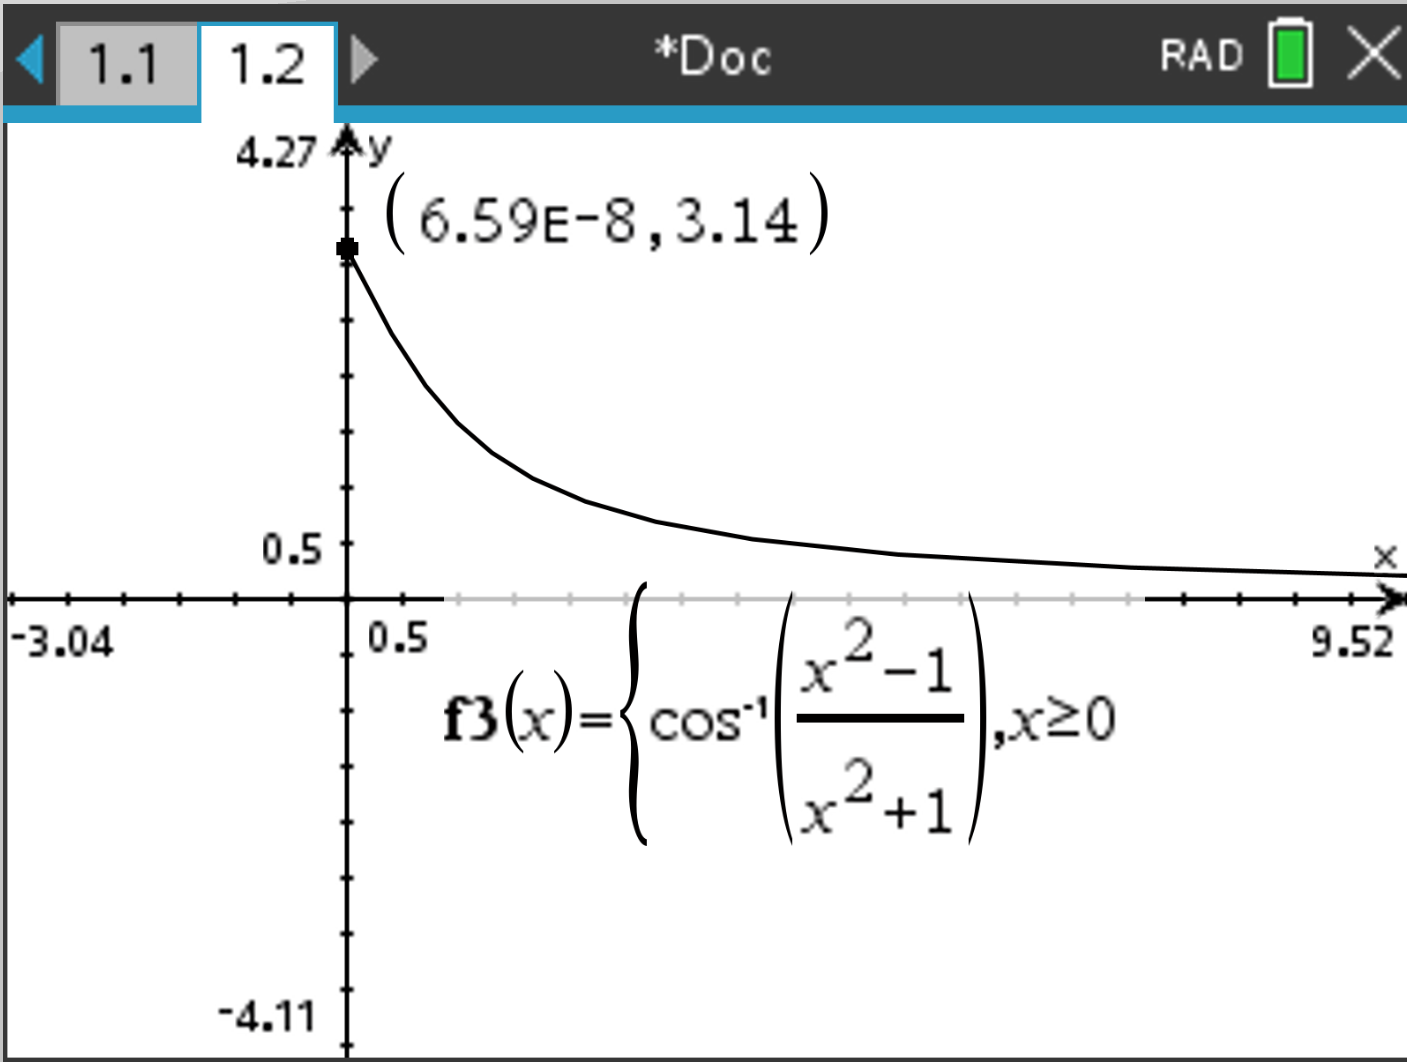 1.1 1.2 *Doc RAD
4.27 y
(6.59E-8,3.14)
0.5 x
-3.04 0.5 9.52
f3(x)={cos⁻¹((x²-1)/(x²+1)),x≥0
-4.11